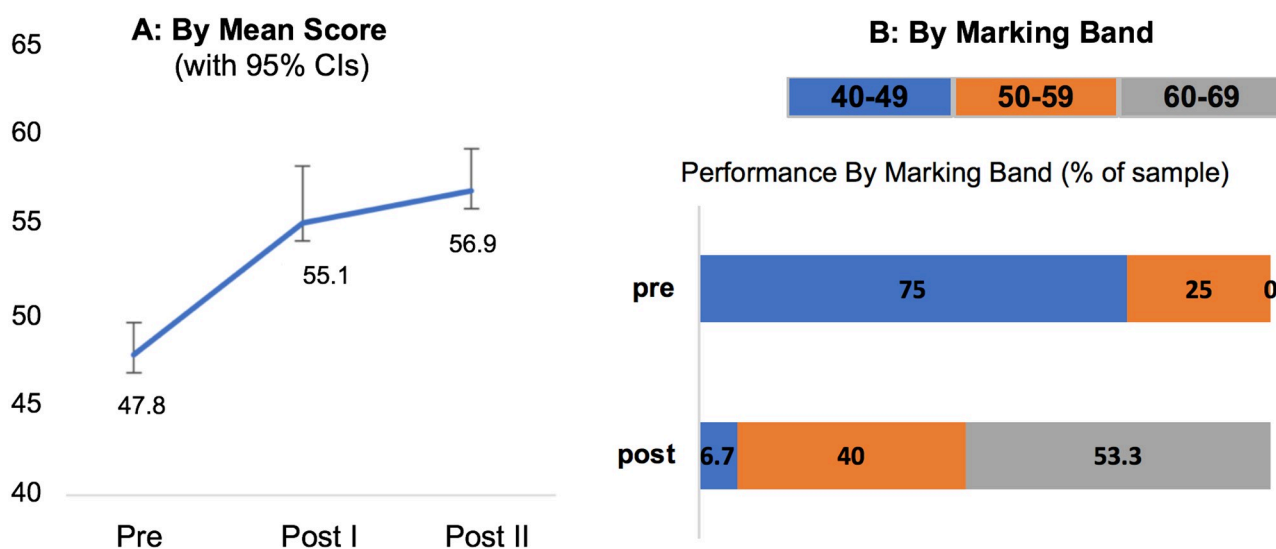 A: By Mean Score
(with 95% CIs)
65
60
55
50
45
40
47.8
55.1
56.9
Pre Post I Post II
B: By Marking Band
40-49 50-59 60-69
Performance By Marking Band (% of sample)
pre 75 25 0
post 6.7 40 53.3